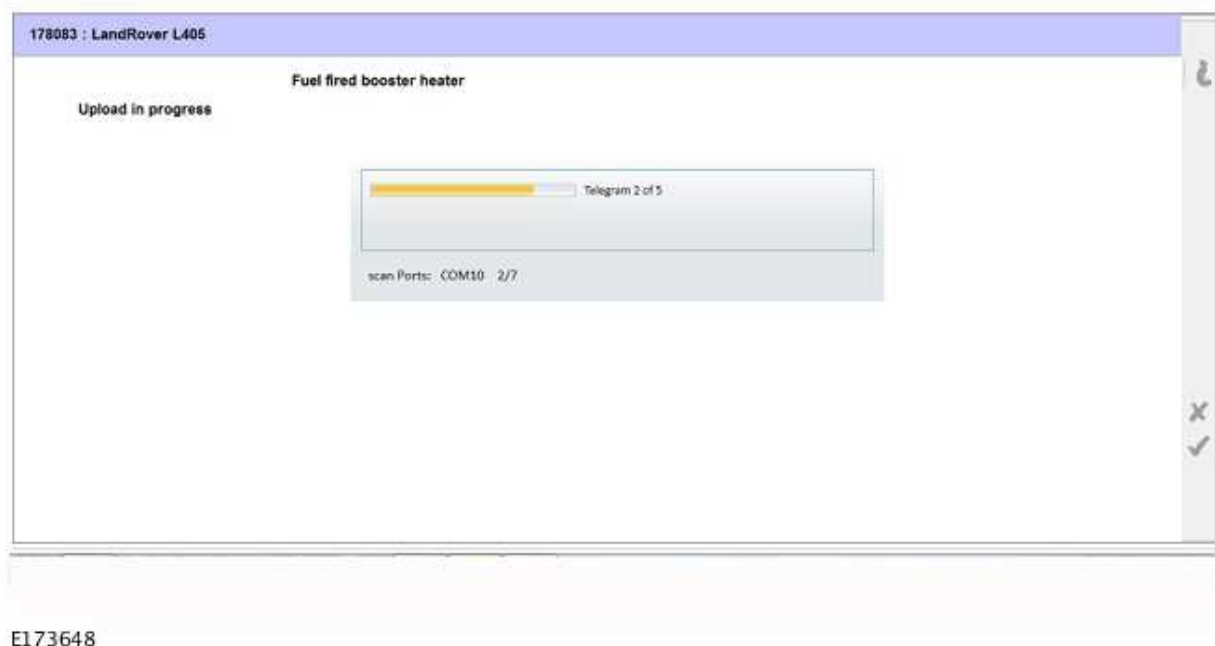 178083 : LandRover L405
Fuel fired booster heater
Upload in progress
Telegram 2 of 5
scan Ports: COM10 2/7
E173648